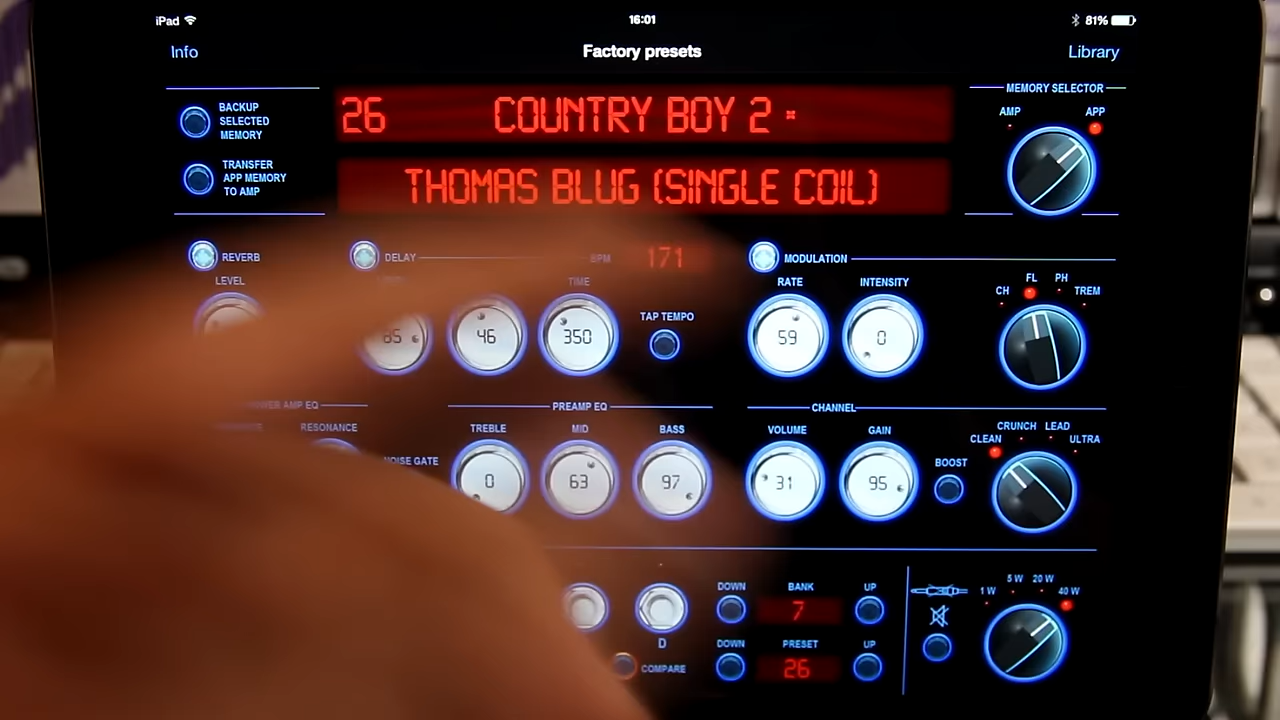 iPad 16:01 81%
Info Factory presets Library
BACKUP SELECTED MEMORY
TRANSFER APP MEMORY TO AMP
26 COUNTRY BOY 2
THOMAS BLUG (SINGLE COIL)
MEMORY SELECTOR
AMP APP
REVERB DELAY BPM 171 MODULATION
LEVEL TIME TAP TEMPO RATE INTENSITY
CH FL PH TREM
46 350 59 0
AMP EQ PREAMP EQ CHANNEL
RESONANCE TREBLE MID BASS VOLUME GAIN
CLEAN CRUNCH LEAD ULTRA
NOISE GATE BOOST
0 63 97 31 95
DOWN BANK UP
7
D DOWN PRESET UP
COMPARE 26
1 W 5 W 20 W 40 W